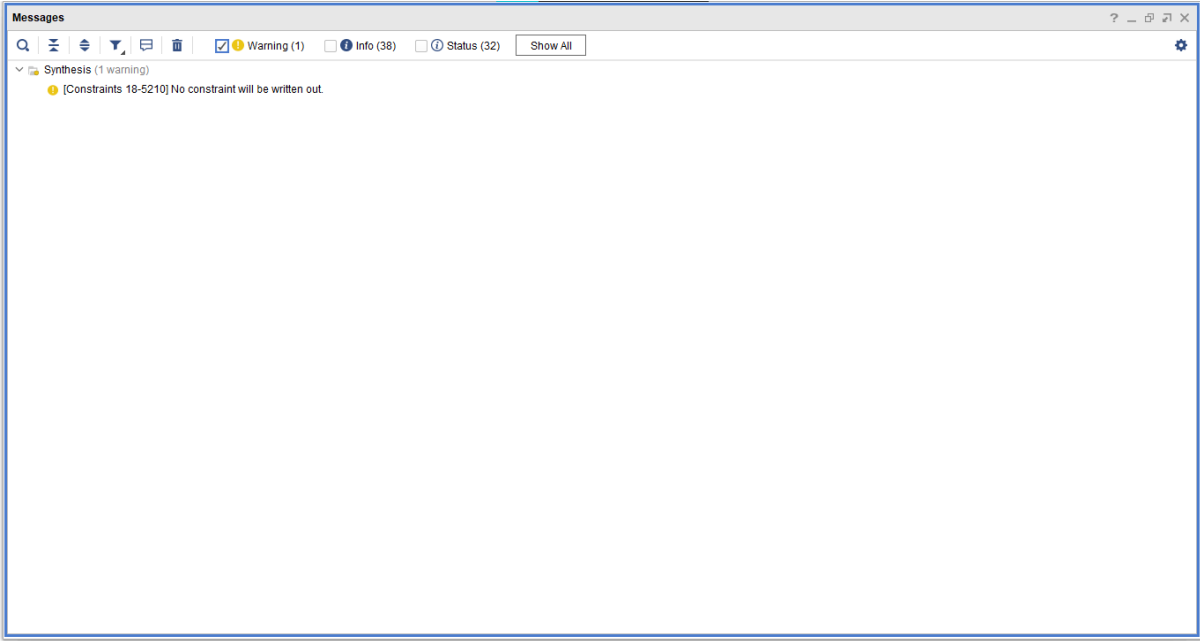 Messages
Warning (1) Info (38) Status (32) Show All
Synthesis (1 warning)
[Constraints 18-5210] No constraint will be written out.